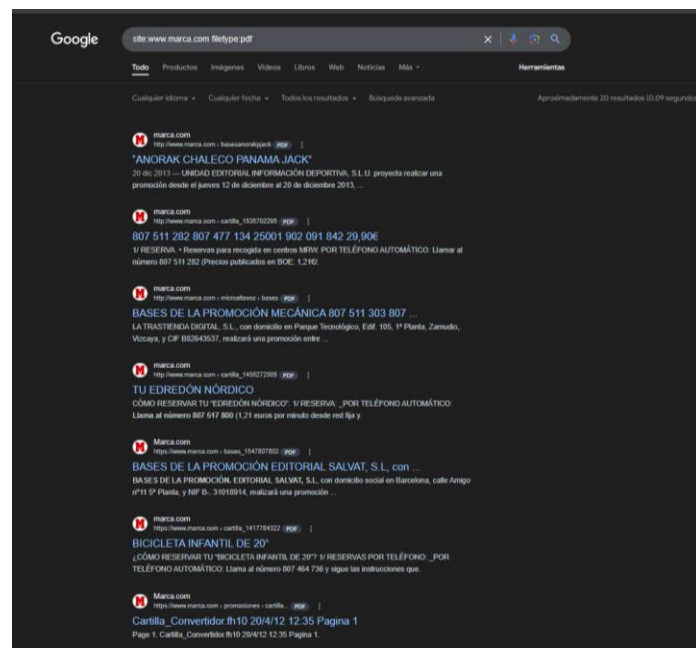 Google
site:www.marca.com filetype:pdf
Todo Productos Imágenes Vídeos Libros Web Noticias Más Herramientas
Cualquier idioma Cualquier fecha Todos los resultados Búsqueda avanzada Aproximadamente 20 resultados (0,09 segundos
marca.com
http://www.marca.com › basesanorakpjack PDF
"ANORAK CHALECO PANAMA JACK"
20 dic 2013 — UNIDAD EDITORIAL INFORMACIÓN DEPORTIVA, S.L.U. proyecta realizar una
promoción desde el jueves 12 de diciembre al 20 de diciembre 2013, ...
marca.com
http://www.marca.com › cartilla_1538702298 PDF
807 511 282 807 477 134 25001 902 091 842 29,90€
1/ RESERVA. • Reservas para recogida en centros MRW. POR TELÉFONO AUTOMÁTICO: Llamar al
número 807 511 282 (Precios publicados en BOE: 1,21€/.
marca.com
http://www.marca.com › microaltavoz › bases PDF
BASES DE LA PROMOCIÓN MECÁNICA 807 511 303 807 ...
LA TRASTIENDA DIGITAL, S.L., con domicilio en Parque Tecnológico, Edif. 105, 1ª Planta, Zamudio,
Vizcaya, y CIF B82643537, realizará una promoción entre ...
marca.com
http://www.marca.com › cartilla_1455272505 PDF
TU EDREDÓN NÓRDICO
CÓMO RESERVAR TU "EDREDÓN NÓRDICO". 1/ RESERVA: _POR TELÉFONO AUTOMÁTICO:
Llama al número 807 517 800 (1,21 euros por minuto desde red fija y.
Marca.com
https://www.marca.com › bases_1547807802 PDF
BASES DE LA PROMOCIÓN EDITORIAL SALVAT, S.L, con ...
BASES DE LA PROMOCIÓN. EDITORIAL SALVAT, S.L, con domicilio social en Barcelona, calle Amigo
nº11 5ª Planta, y NIF B-. 31018914, realizará una promoción ...
marca.com
https://www.marca.com › cartilla_1417784322 PDF
BICICLETA INFANTIL DE 20"
¿CÓMO RESERVAR TU "BICICLETA INFANTIL DE 20"? 1/ RESERVAS POR TELÉFONO: _POR
TELÉFONO AUTOMÁTICO: Llama al número 807 464 736 y sigue las instrucciones que.
Marca.com
https://www.marca.com › promociones › cartilla... PDF
Cartilla_Convertidor.fh10 20/4/12 12:35 Pagina 1
Page 1. Cartilla_Convertidor.fh10 20/4/12 12:35 Pagina 1.